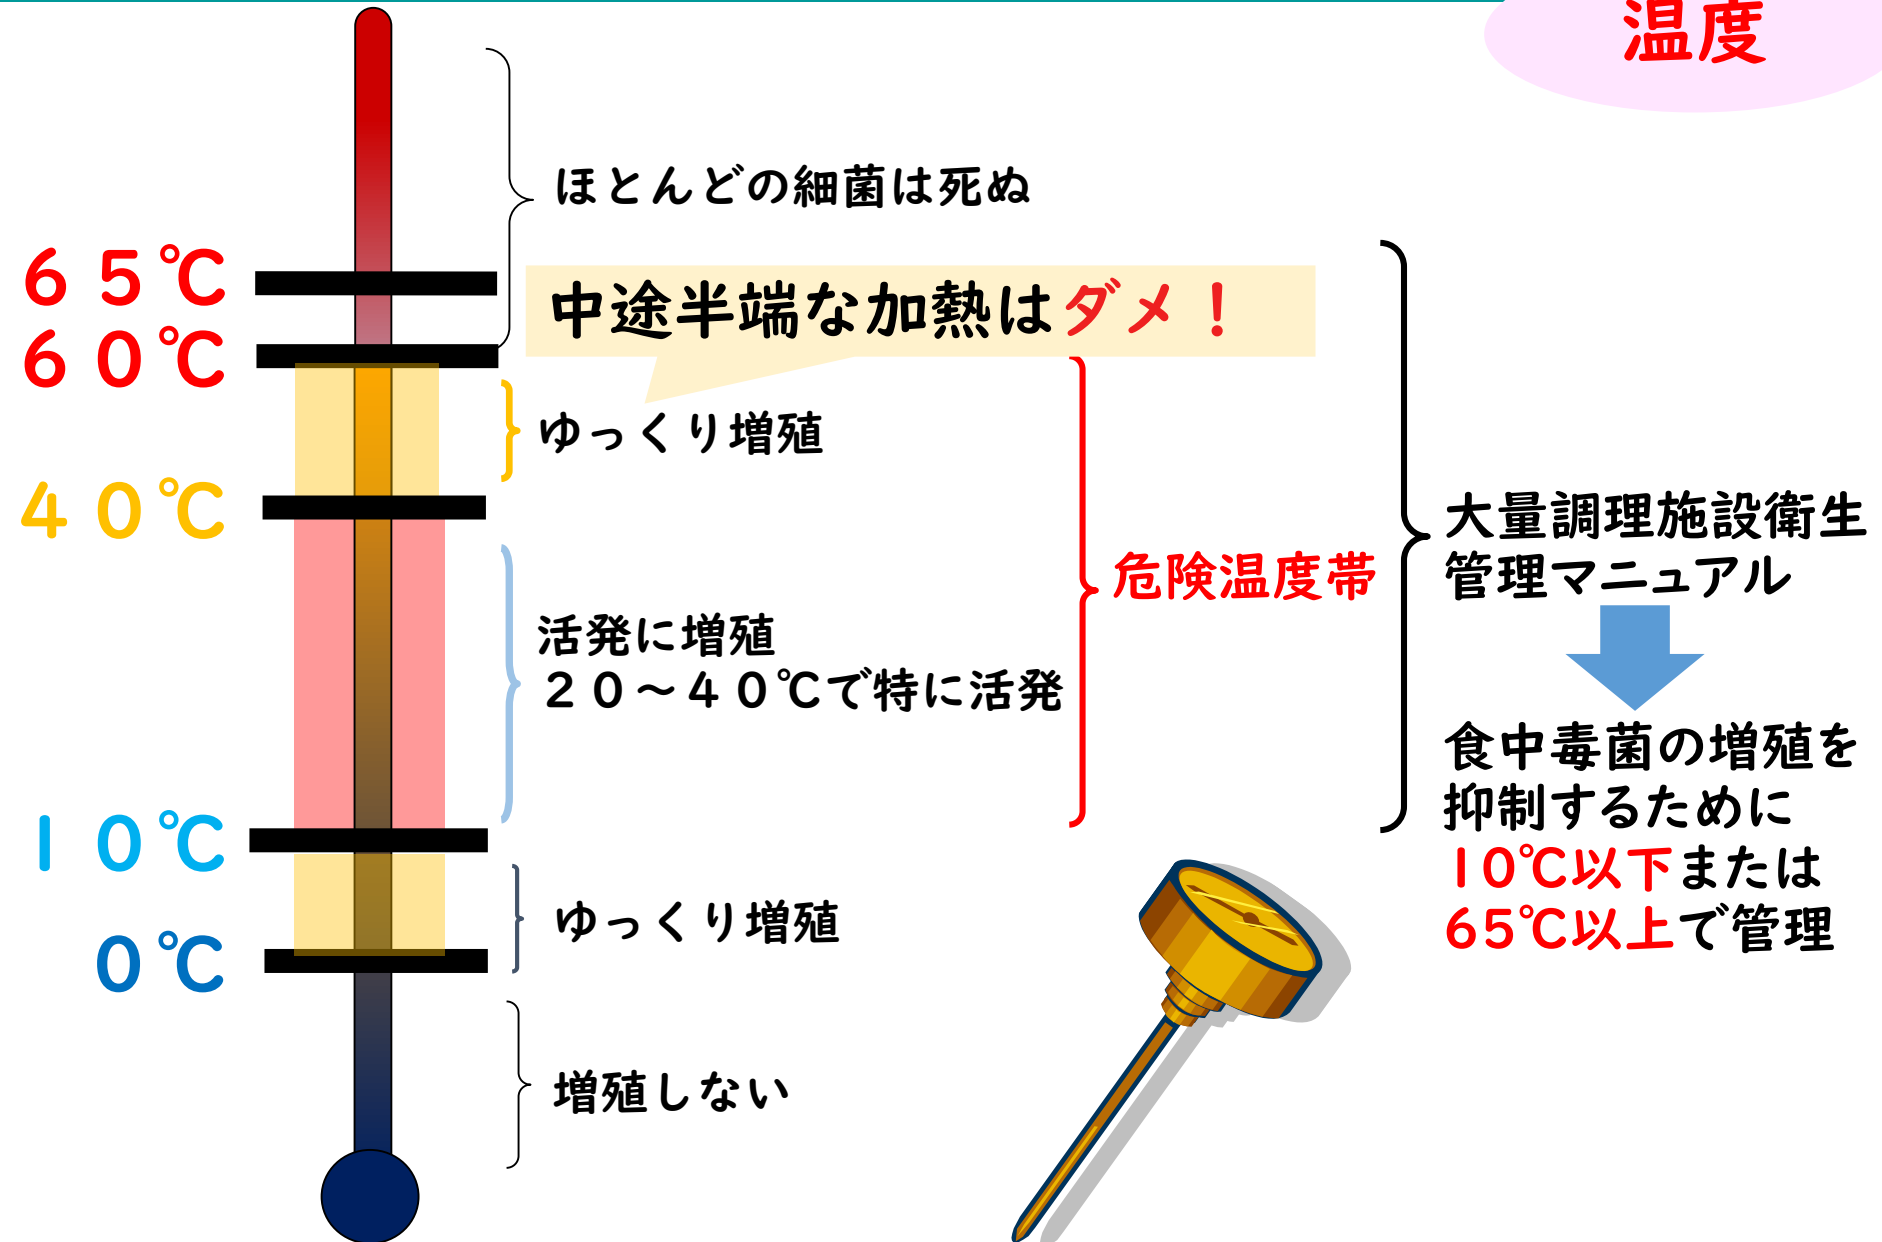 温度
ほとんどの細菌は死ぬ
６５℃
中途半端な加熱はダメ！
６０℃
ゆっくり増殖
４０℃
危険温度帯
活発に増殖
２０～４０℃で特に活発
１０℃
ゆっくり増殖
０℃
増殖しない
大量調理施設衛生
管理マニュアル
食中毒菌の増殖を
抑制するために
10℃以下または
65℃以上で管理